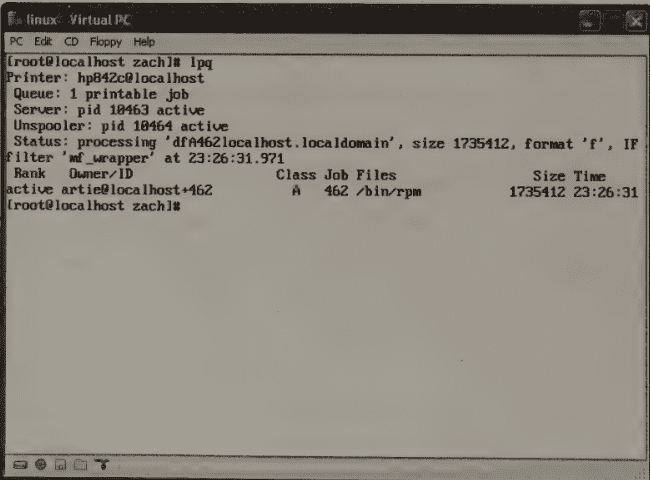 linux - Virtual PC
PC Edit CD Floppy Help
[root@localhost zach]# lpq
Printer: hp842c@localhost
Queue: 1 printable job
Server: pid 10463 active
Unspooler: pid 10464 active
Status: processing 'dfA462localhost.localdomain', size 1735412, format 'f', IF
filter 'mf_wrapper' at 23:26:31.971
Rank Owner/ID Class Job Files Size Time
active artie@localhost+462 A 462 /bin/rpm 1735412 23:26:31
[root@localhost zach]#